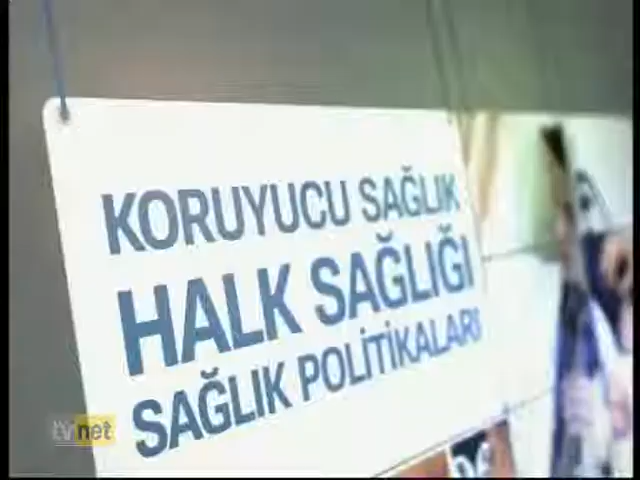 KORUYUCU SAĞLIK
HALK SAĞLIĞI
SAĞLIK POLİTİKALARI
tvnet